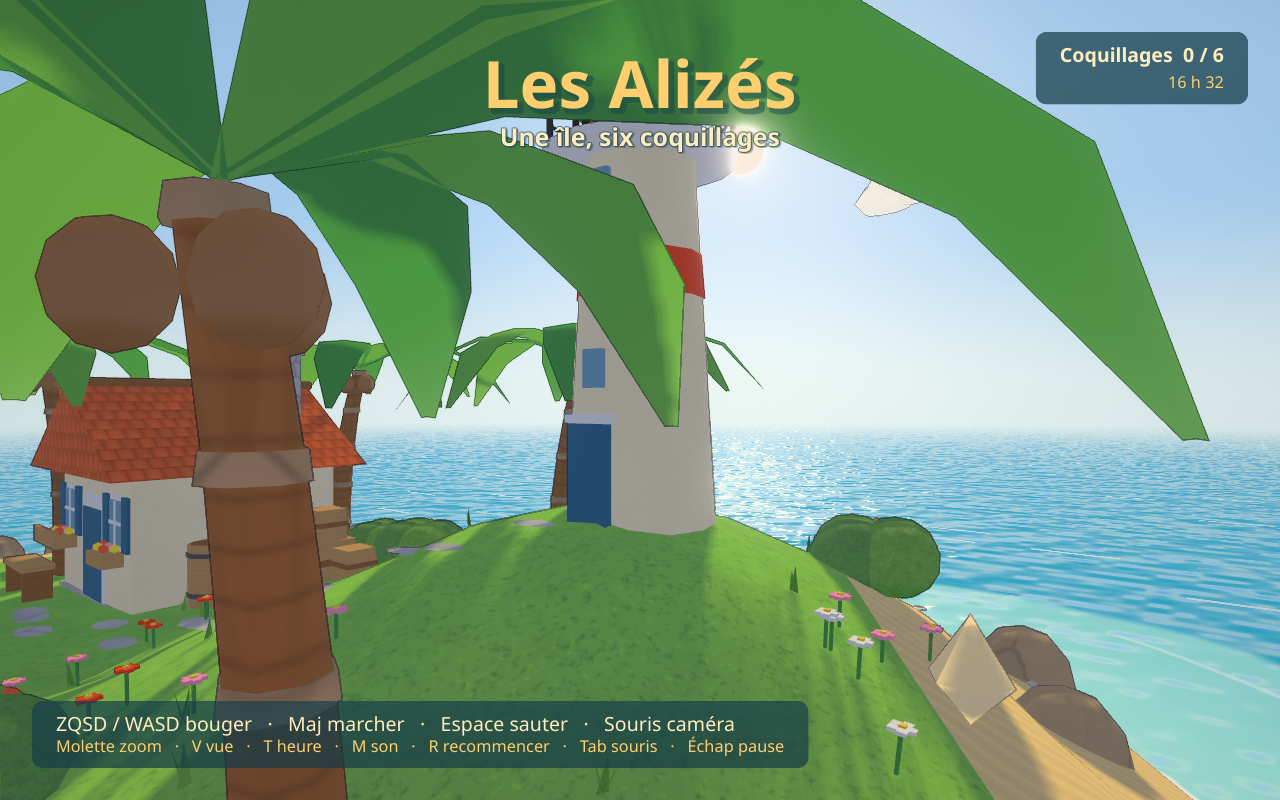 Les Alizés
Une île, six coquillages
Coquillages 0 / 6
16 h 32
ZQSD / WASD bouger · Maj marcher · Espace sauter · Souris caméra
Molette zoom · V vue · T heure · M son · R recommencer · Tab souris · Échap pause